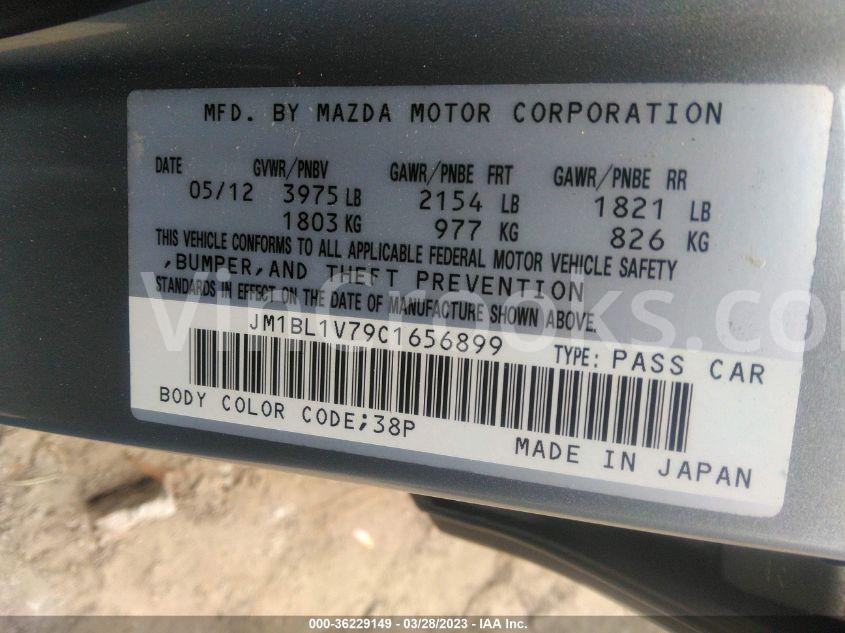 MFD. BY MAZDA MOTOR CORPORATION
DATE GVWR/PNBV GAWR/PNBE FRT GAWR/PNBE RR
05/12 3975 LB 2154 LB 1821 LB
1803 KG 977 KG 826 KG
THIS VEHICLE CONFORMS TO ALL APPLICABLE FEDERAL MOTOR VEHICLE SAFETY
,BUMPER,AND THEFT PREVENTION
STANDARDS IN EFFECT ON THE DATE OF MANUFACTURE SHOWN ABOVE.
VinCrooks.com
JM1BL1V79C1656899 TYPE: PASS CAR
BODY COLOR CODE;38P
MADE IN JAPAN
000-36229149 - 03/28/2023 - © IAA Inc.